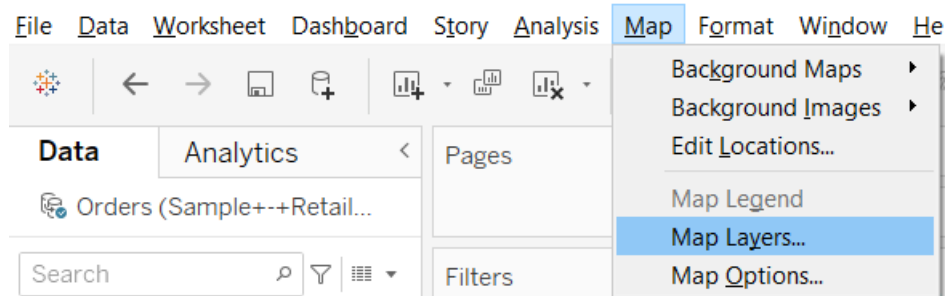 File Data Worksheet Dashboard Story Analysis Map Format Window He
Background Maps
Background Images
Edit Locations...
Map Legend
Map Layers...
Map Options...
Data Analytics
Pages
Orders (Sample+-+Retail...
Search
Filters